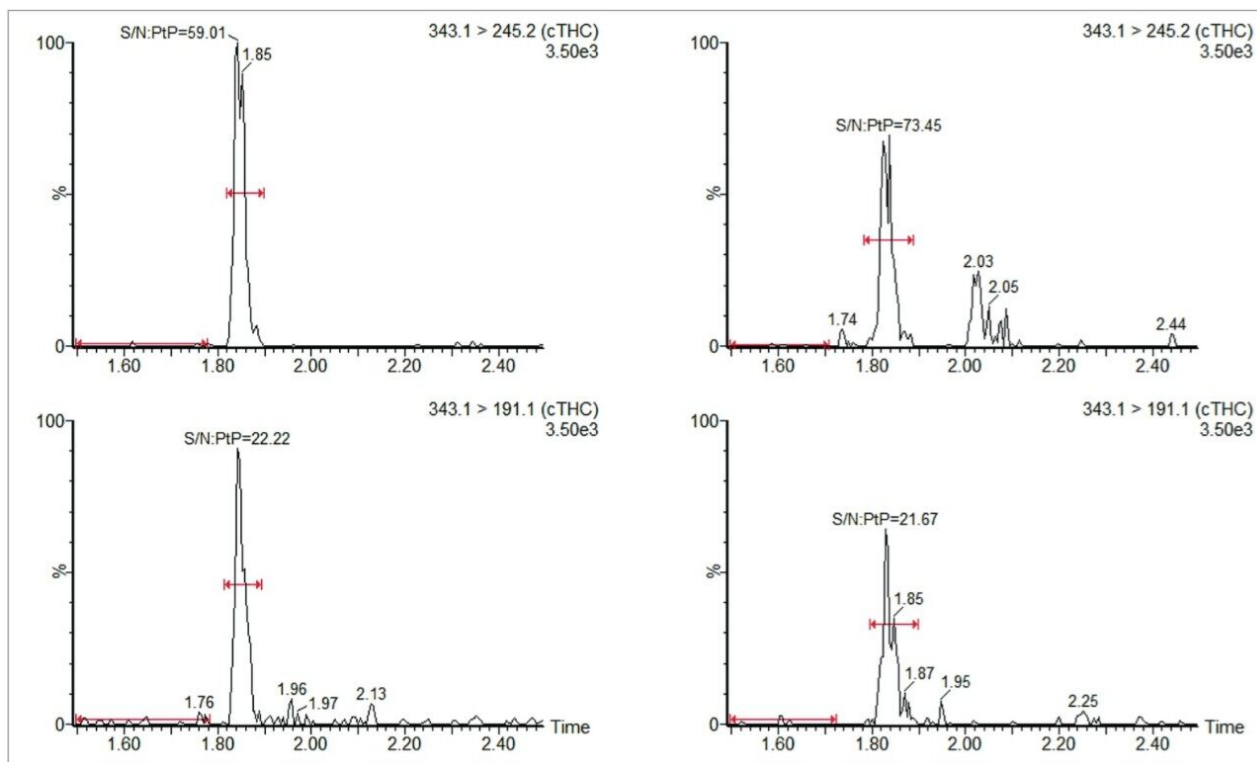 343.1 > 245.2 (cTHC)
3.50e3
S/N:PtP=59.01
1.85
100
%
0
1.60 1.80 2.00 2.20 2.40
343.1 > 245.2 (cTHC)
3.50e3
S/N:PtP=73.45
100
%
2.03
2.05
1.74
2.44
0
1.60 1.80 2.00 2.20 2.40
343.1 > 191.1 (cTHC)
3.50e3
S/N:PtP=22.22
100
%
1.76
1.96
1.97
2.13
0
Time
1.60 1.80 2.00 2.20 2.40
343.1 > 191.1 (cTHC)
3.50e3
S/N:PtP=21.67
100
%
1.85
1.87
1.95
2.25
0
Time
1.60 1.80 2.00 2.20 2.40